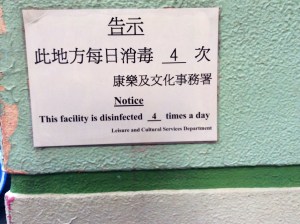 告示
此地方每日消毒 4 次
康樂及文化事務署
Notice
This facility is disinfected 4 times a day
Leisure and Cultural Services Department